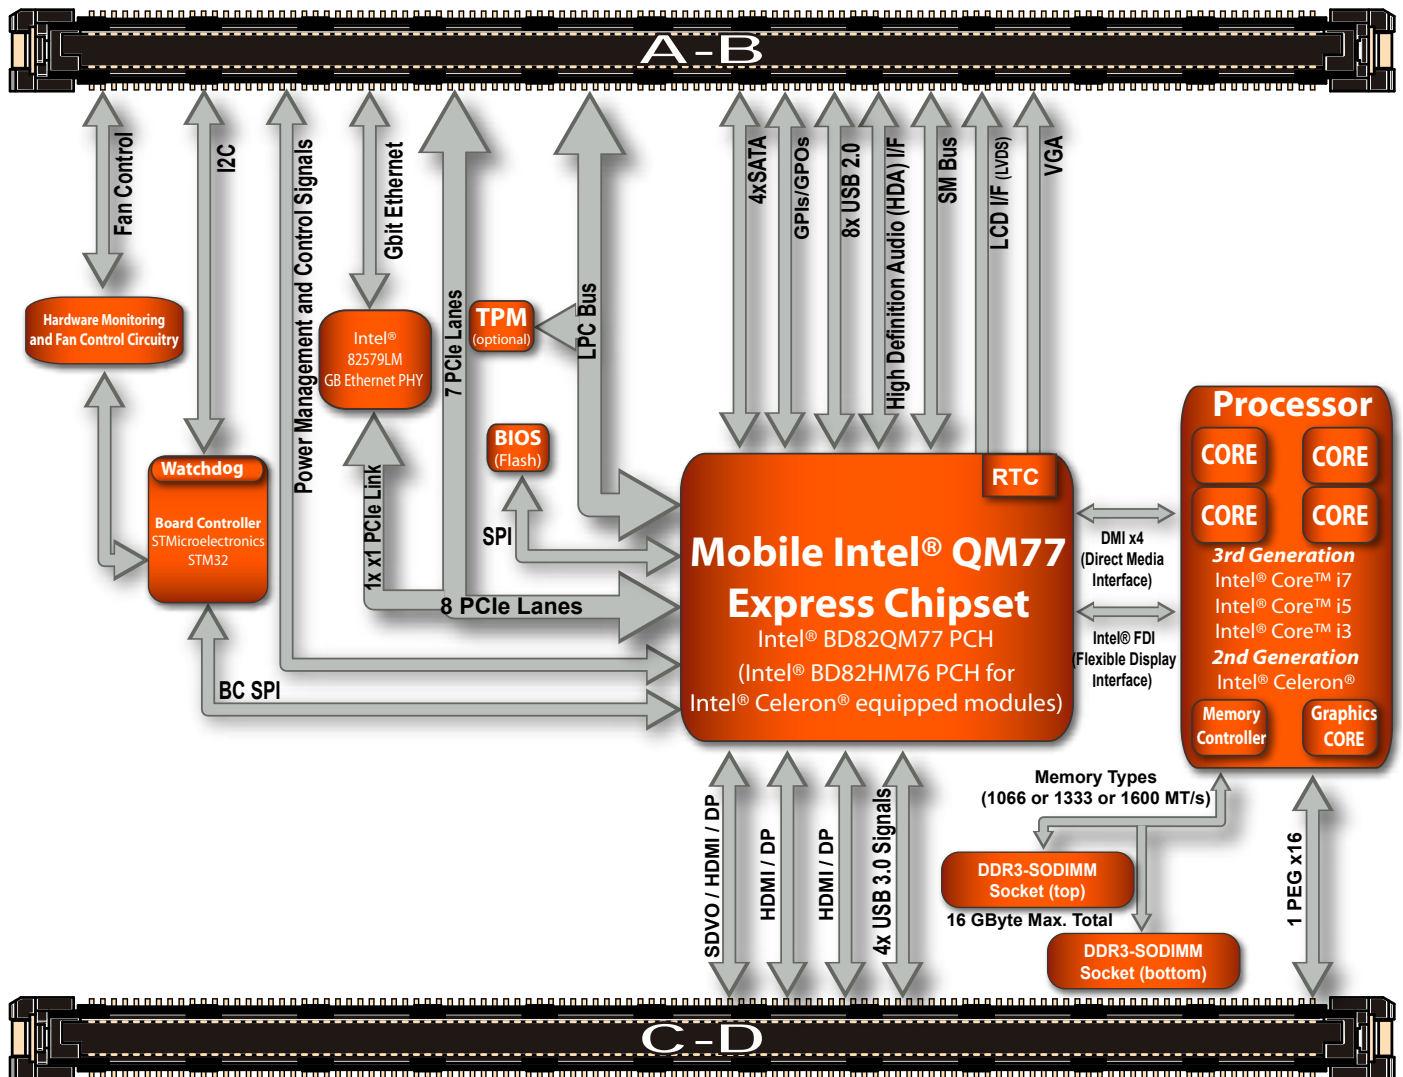 A-B
Fan Control
I2C
Power Management and Control Signals
Gbit Ethernet
7 PCIe Lanes
LPC Bus
4xSATA
GPIs/GPOs
8x USB 2.0
High Definition Audio (HDA) I/F
SM Bus
LCD I/F (LVDS)
VGA
Hardware Monitoring
and Fan Control Circuitry
Intel®
82579LM
GB Ethernet PHY
TPM
(optional)
BIOS
(Flash)
SPI
Watchdog
Board Controller
STMicroelectronics
STM32
1x x1 PCIe Link
8 PCIe Lanes
BC SPI
RTC
Mobile Intel® QM77
Express Chipset
Intel® BD82QM77 PCH
(Intel® BD82HM76 PCH for
Intel® Celeron® equipped modules)
DMI x4
(Direct Media
Interface)
Intel® FDI
(Flexible Display
Interface)
Processor
CORE
CORE
CORE
CORE
3rd Generation
Intel® Core™ i7
Intel® Core™ i5
Intel® Core™ i3
2nd Generation
Intel® Celeron®
Memory
Controller
Graphics
CORE
SDVO / HDMI / DP
HDMI / DP
HDMI / DP
4x USB 3.0 Signals
Memory Types
(1066 or 1333 or 1600 MT/s)
DDR3-SODIMM
Socket (top)
16 GByte Max. Total
DDR3-SODIMM
Socket (bottom)
1 PEG x16
C-D